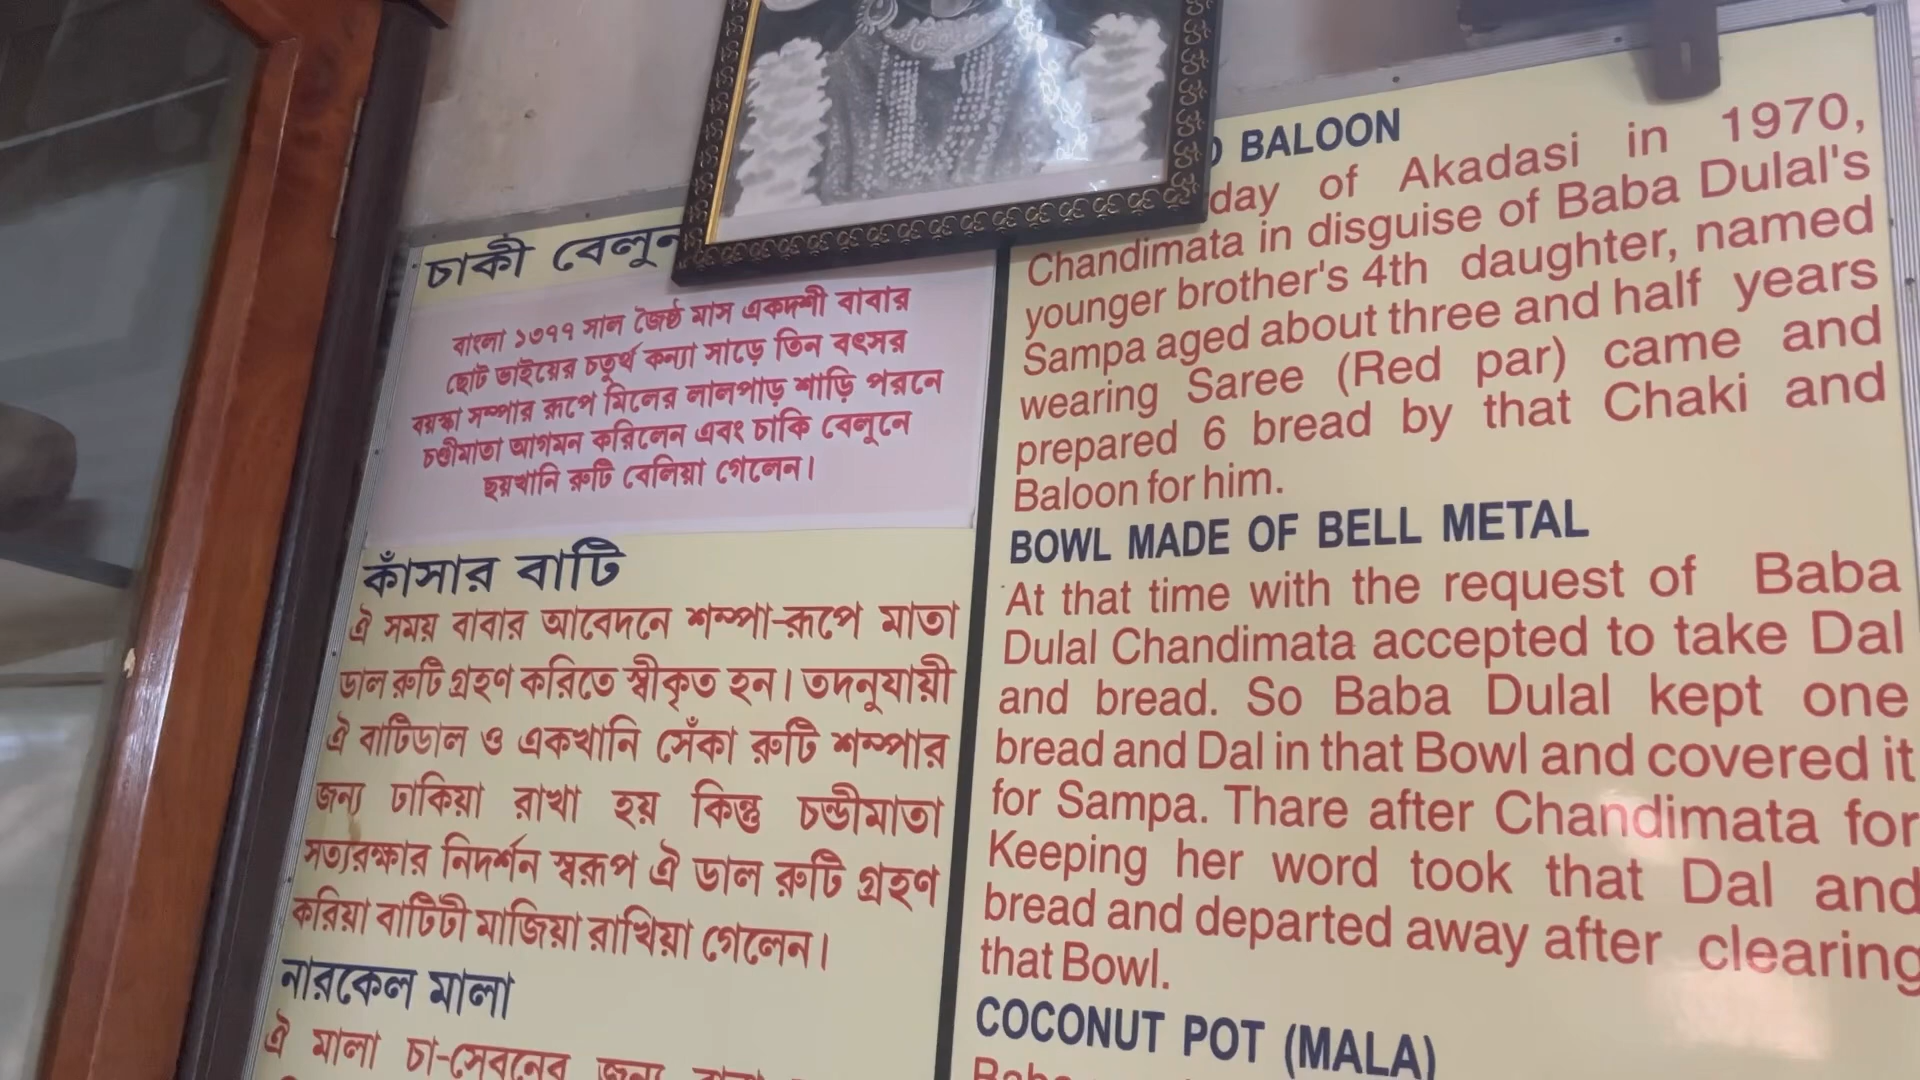 চাকী বেলুন
বাংলা ১৩৭৭ সাল জৈষ্ঠ মাস একদশী বাবার
ছোট ভাইয়ের চতুর্থ কন্যা সাড়ে তিন বৎসর
বয়স্কা সম্পার রূপে মিলের লালপাড় শাড়ি পরনে
চণ্ডীমাতা আগমন করিলেন এবং চাকি বেলুনে
ছয়খানি রুটি বেলিয়া গেলেন।
কাঁসার বাটি
ঐ সময় বাবার আবেদনে শম্পা-রূপে মাতা
ডাল রুটি গ্রহণ করিতে স্বীকৃত হন। তদনুযায়ী
ঐ বাটিডাল ও একখানি সেঁকা রুটি শম্পার
জন্য ঢাকিয়া রাখা হয় কিন্তু চন্ডীমাতা
সত্যরক্ষার নিদর্শন স্বরূপ ঐ ডাল রুটি গ্রহণ
করিয়া বাটিটী মাজিয়া রাখিয়া গেলেন।
নারকেল মালা
ঐ মালা চা-সেবনের জন্য
BALOON
day of Akadasi in 1970,
Chandimata in disguise of Baba Dulal's
younger brother's 4th daughter, named
Sampa aged about three and half years
wearing Saree (Red par) came and
prepared 6 bread by that Chaki and
Baloon for him.
BOWL MADE OF BELL METAL
At that time with the request of Baba
Dulal Chandimata accepted to take Dal
and bread. So Baba Dulal kept one
bread and Dal in that Bowl and covered it
for Sampa. Thare after Chandimata for
Keeping her word took that Dal and
bread and departed away after clearing
that Bowl.
COCONUT POT (MALA)